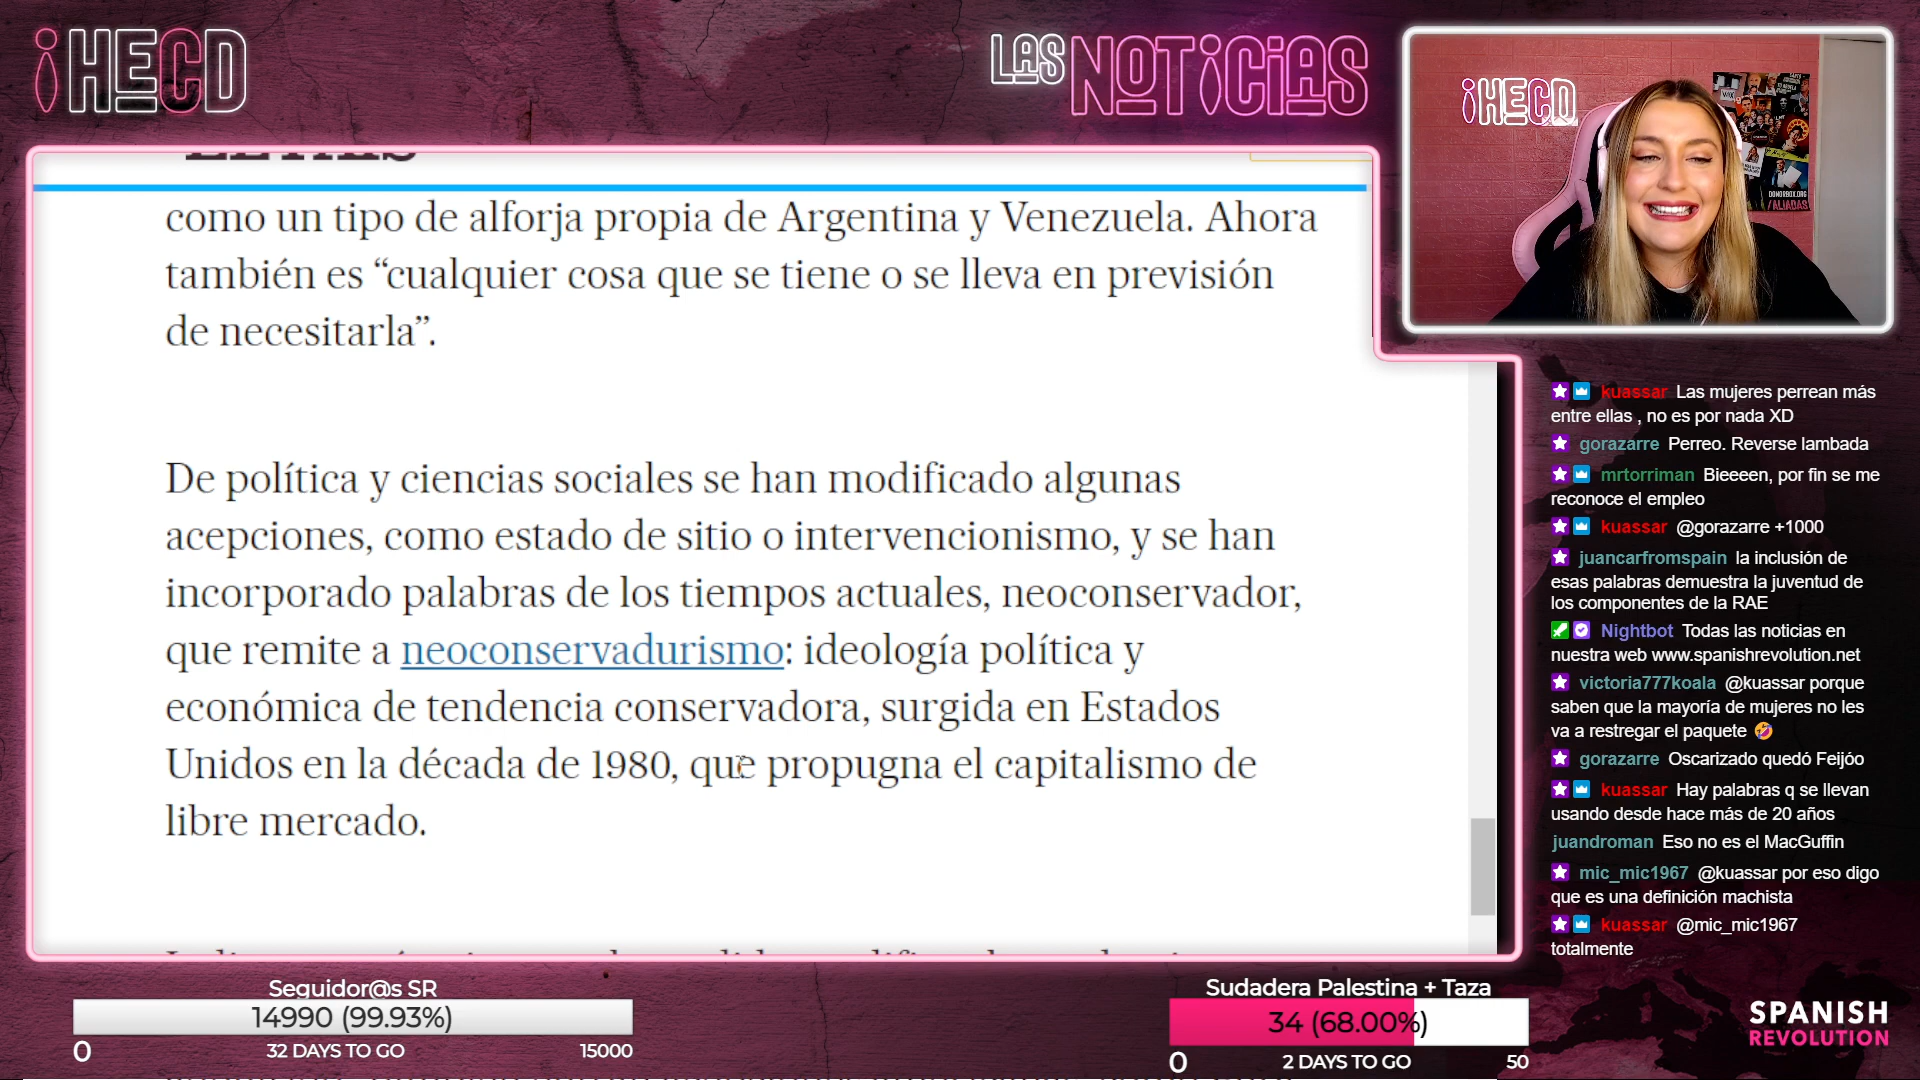 ¡HECD
LAS NOTICIAS
¡HECD
como un tipo de alforja propia de Argentina y Venezuela. Ahora
también es “cualquier cosa que se tiene o se lleva en previsión
de necesitarla”.
De política y ciencias sociales se han modificado algunas
acepciones, como estado de sitio o intervencionismo, y se han
incorporado palabras de los tiempos actuales, neoconservador,
que remite a neoconservadurismo: ideología política y
económica de tendencia conservadora, surgida en Estados
Unidos en la década de 1980, que propugna el capitalismo de
libre mercado.
kuassar Las mujeres perrean más
entre ellas , no es por nada XD
gorazarre Perreo. Reverse lambada
mrtorriman Bieeeen, por fin se me
reconoce el empleo
kuassar @gorazarre +1000
juancarfromspain la inclusión de
esas palabras demuestra la juventud de
los componentes de la RAE
Nightbot Todas las noticias en
nuestra web www.spanishrevolution.net
victoria777koala @kuassar porque
saben que la mayoría de mujeres no les
va a restregar el paquete 🤣
gorazarre Oscarizado quedó Feijóo
kuassar Hay palabras q se llevan
usando desde hace más de 20 años
juandroman Eso no es el MacGuffin
mic_mic1967 @kuassar por eso digo
que es una definición machista
kuassar @mic_mic1967
totalmente
Seguidor@s SR
14990 (99.93%)
0 32 DAYS TO GO 15000
Sudadera Palestina + Taza
34 (68.00%)
0 2 DAYS TO GO 50
SPANISH
REVOLUTION
DONORBOX.ORG
/ALIADAS